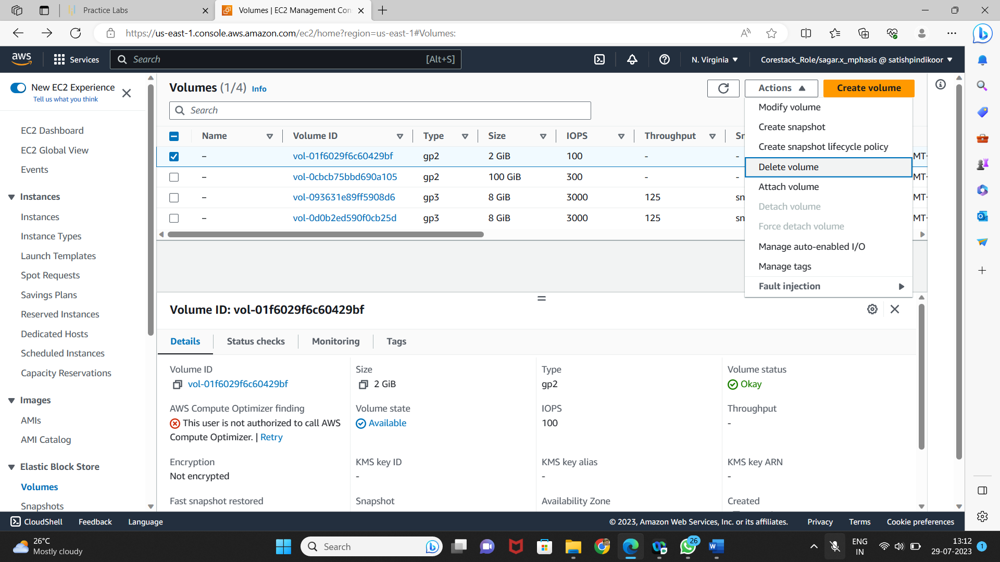 Practice Labs
Volumes | EC2 Management Con
https://us-east-1.console.aws.amazon.com/ec2/home?region=us-east-1#Volumes:
aws
Services
Search
[Alt+S]
N. Virginia
Corestack_Role/sagar.x_mphasis @ satishpindikoor
New EC2 Experience
Tell us what you think
EC2 Dashboard
EC2 Global View
Events
Instances
Instances
Instance Types
Launch Templates
Spot Requests
Savings Plans
Reserved Instances
Dedicated Hosts
Scheduled Instances
Capacity Reservations
Images
AMIs
AMI Catalog
Elastic Block Store
Volumes
Snapshots
Volumes (1/4) Info
Actions
Create volume
Search
Name Volume ID Type Size IOPS Throughput Sn
– vol-01f6029f6c60429bf gp2 2 GiB 100 - - MT-
– vol-0cbcb75bbd690a105 gp2 100 GiB 300 - - MT-
– vol-093631e89ff5908d6 gp3 8 GiB 3000 125 sn MT-
– vol-0d0b2ed590f0cb25d gp3 8 GiB 3000 125 sn MT-
Modify volume
Create snapshot
Create snapshot lifecycle policy
Delete volume
Attach volume
Detach volume
Force detach volume
Manage auto-enabled I/O
Manage tags
Fault injection
Volume ID: vol-01f6029f6c60429bf
Details Status checks Monitoring Tags
Volume ID
vol-01f6029f6c60429bf
Size
2 GiB
Type
gp2
Volume status
Okay
AWS Compute Optimizer finding
This user is not authorized to call AWS
Compute Optimizer. | Retry
Volume state
Available
IOPS
100
Throughput
-
Encryption
Not encrypted
KMS key ID
-
KMS key alias
-
KMS key ARN
-
Fast snapshot restored
Snapshot
Availability Zone
Created
CloudShell Feedback Language
© 2023, Amazon Web Services, Inc. or its affiliates. Privacy Terms Cookie preferences
26°C
Mostly cloudy
Search
26
ENG
IN
13:12
29-07-2023
1